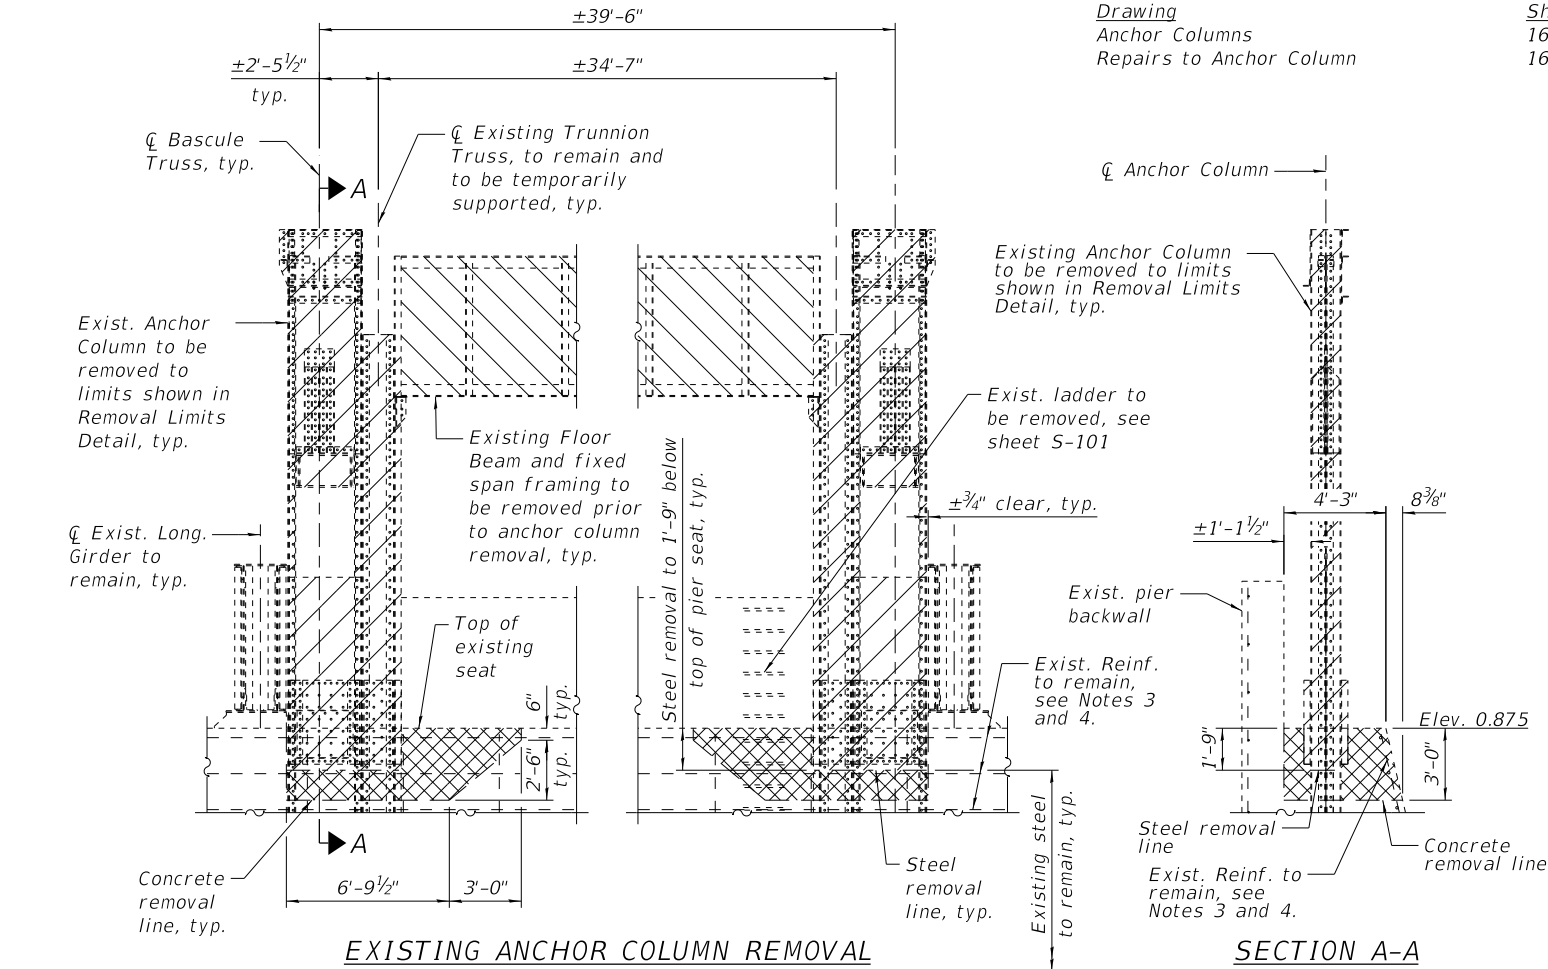 ±39'-6"
±2'-5½"
typ.
±34'-7"
Drawing
Anchor Columns
Repairs to Anchor Column
16
16
℄ Bascule
Truss, typ.
℄ Existing Trunnion
Truss, to remain and
to be temporarily
supported, typ.
A
℄ Anchor Column
Existing Anchor Column
to be removed to limits
shown in Removal Limits
Detail, typ.
Exist. Anchor
Column to be
removed to
limits shown in
Removal Limits
Detail, typ.
Existing Floor
Beam and fixed
span framing to
be removed prior
to anchor column
removal, typ.
Steel removal to 1'-9" below
top of pier seat, typ.
Exist. ladder to
be removed, see
sheet S-101
±¾" clear, typ.
4'-3"
8⅜"
±1'-1½"
℄ Exist. Long.
Girder to
remain, typ.
Exist. pier
backwall
Top of
existing
seat
6"
typ.
2'-6"
typ.
Exist. Reinf.
to remain,
see Notes 3
and 4.
Elev. 0.875
1'-9"
3'-0"
A
Concrete
removal
line, typ.
6'-9½"
3'-0"
Steel
removal
line, typ.
Existing steel
to remain, typ.
Steel removal
line
Exist. Reinf. to
remain, see
Notes 3 and 4.
Concrete
removal line
EXISTING ANCHOR COLUMN REMOVAL
SECTION A-A